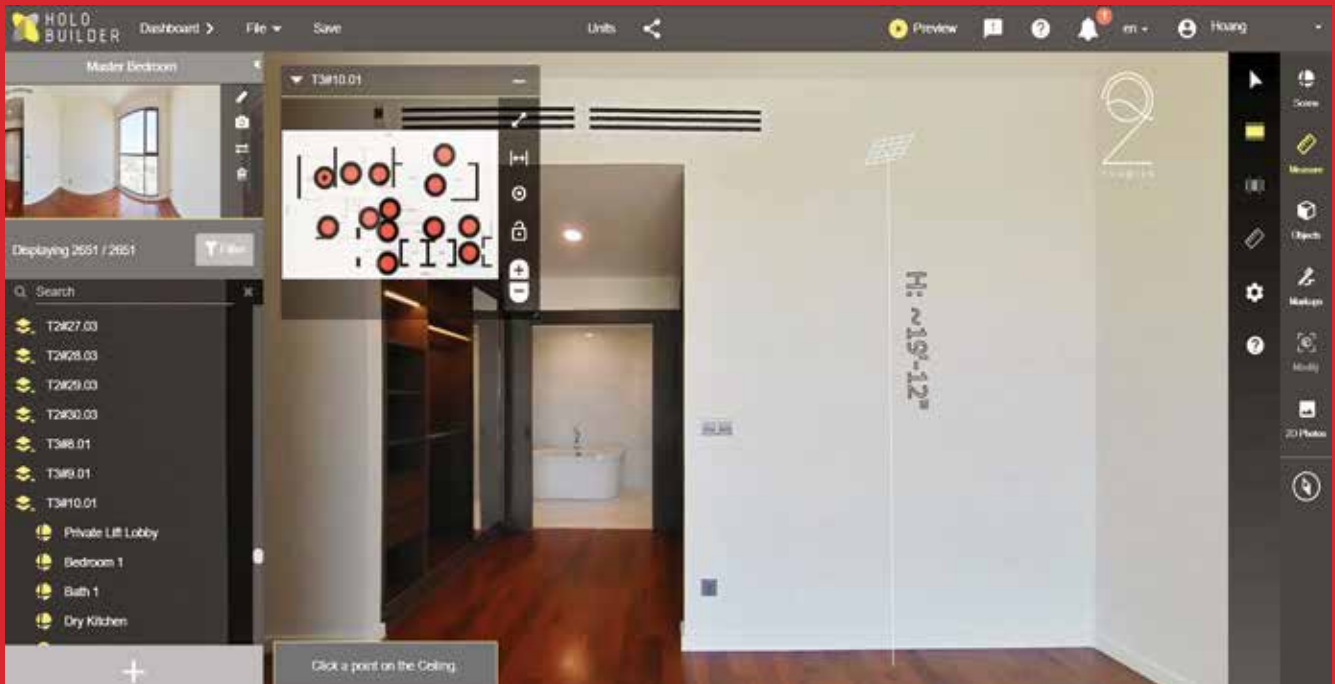 HOLO
BUILDER
Dashboard
File
Save
Units
Preview
en
Hoang
Master Bedroom
Displaying 2651 / 2651
Filter
Search
T2#27.03
T2#28.03
T2#29.03
T2#30.03
T3#8.01
T3#9.01
T3#10.01
Private Lift Lobby
Bedroom 1
Bath 1
Dry Kitchen
T3#10.01
H: ~19'-12"
Q2
Click a point on the Ceiling.
Scene
Measure
Objects
Markups
Modify
2D Photos